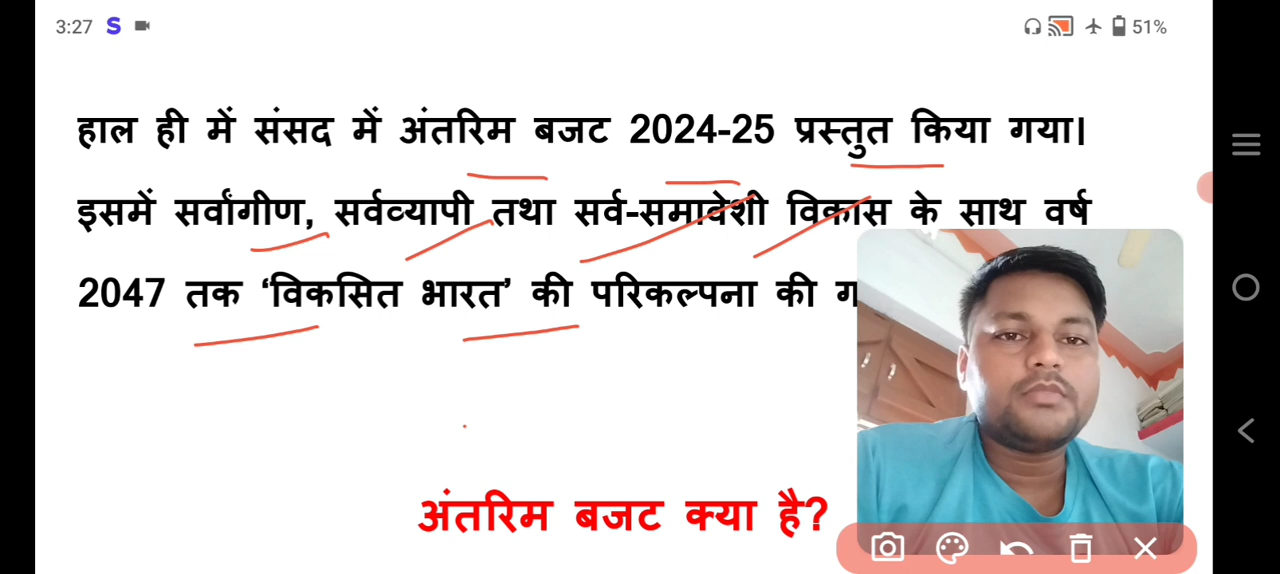 3:27 S 51%
हाल ही में संसद में अंतरिम बजट 2024-25 प्रस्तुत किया गया।
इसमें सर्वांगीण, सर्वव्यापी तथा सर्व-समावेशी विकास के साथ वर्ष
2047 तक ‘विकसित भारत’ की परिकल्पना की
अंतरिम बजट क्या है?